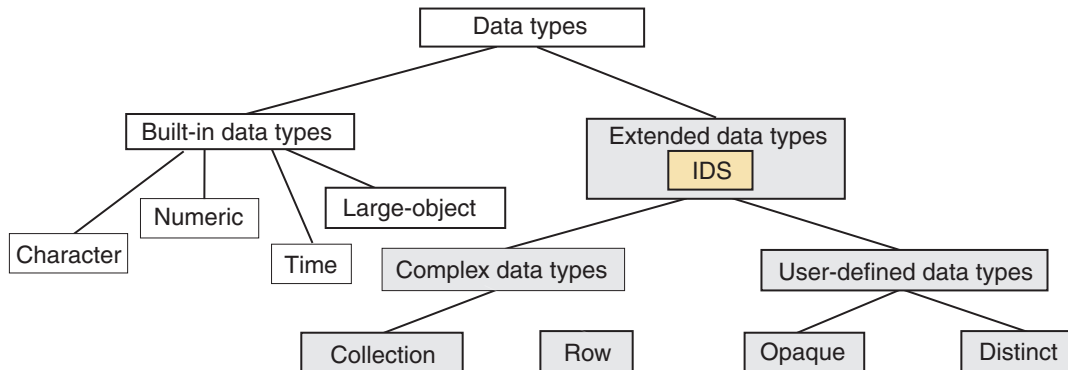 Data types
Built-in data types
Extended data types
IDS
Large-object
Numeric
Character
Time
Complex data types
User-defined data types
Collection
Row
Opaque
Distinct